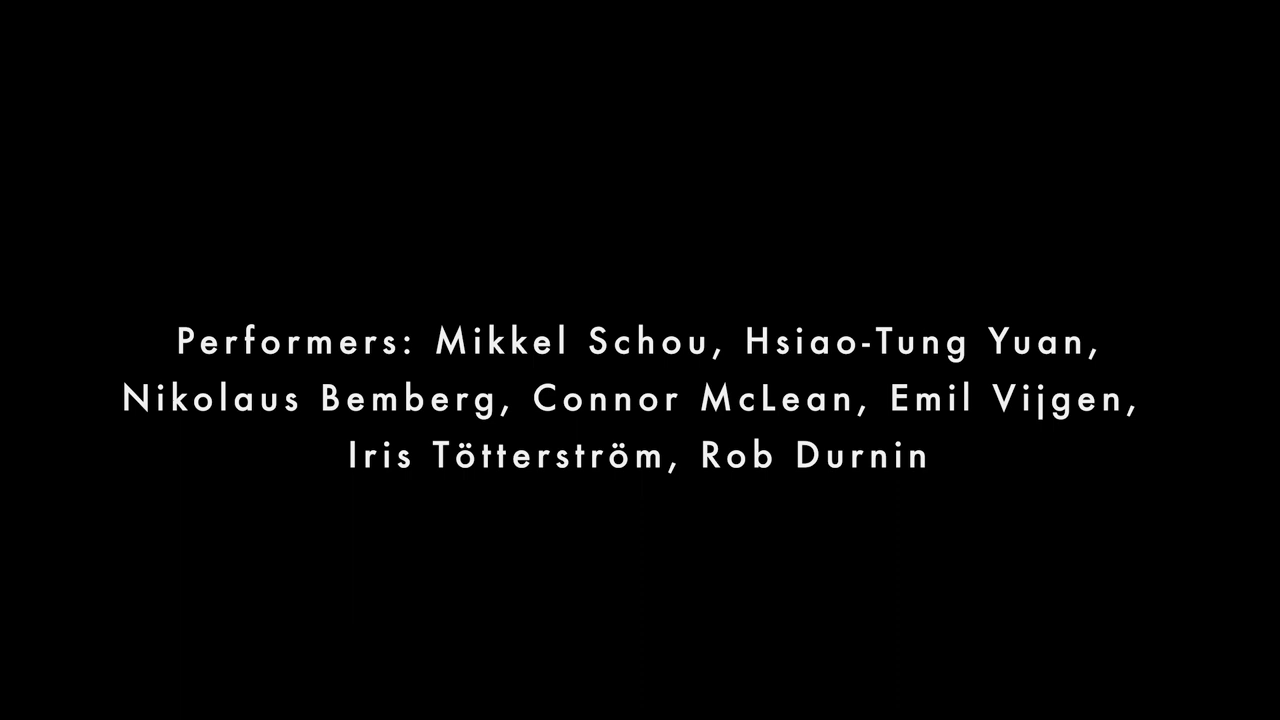 Performers: Mikkel Schou, Hsiao-Tung Yuan,
Nikolaus Bemberg, Connor McLean, Emil Vijgen,
Iris Tötterström, Rob Durnin